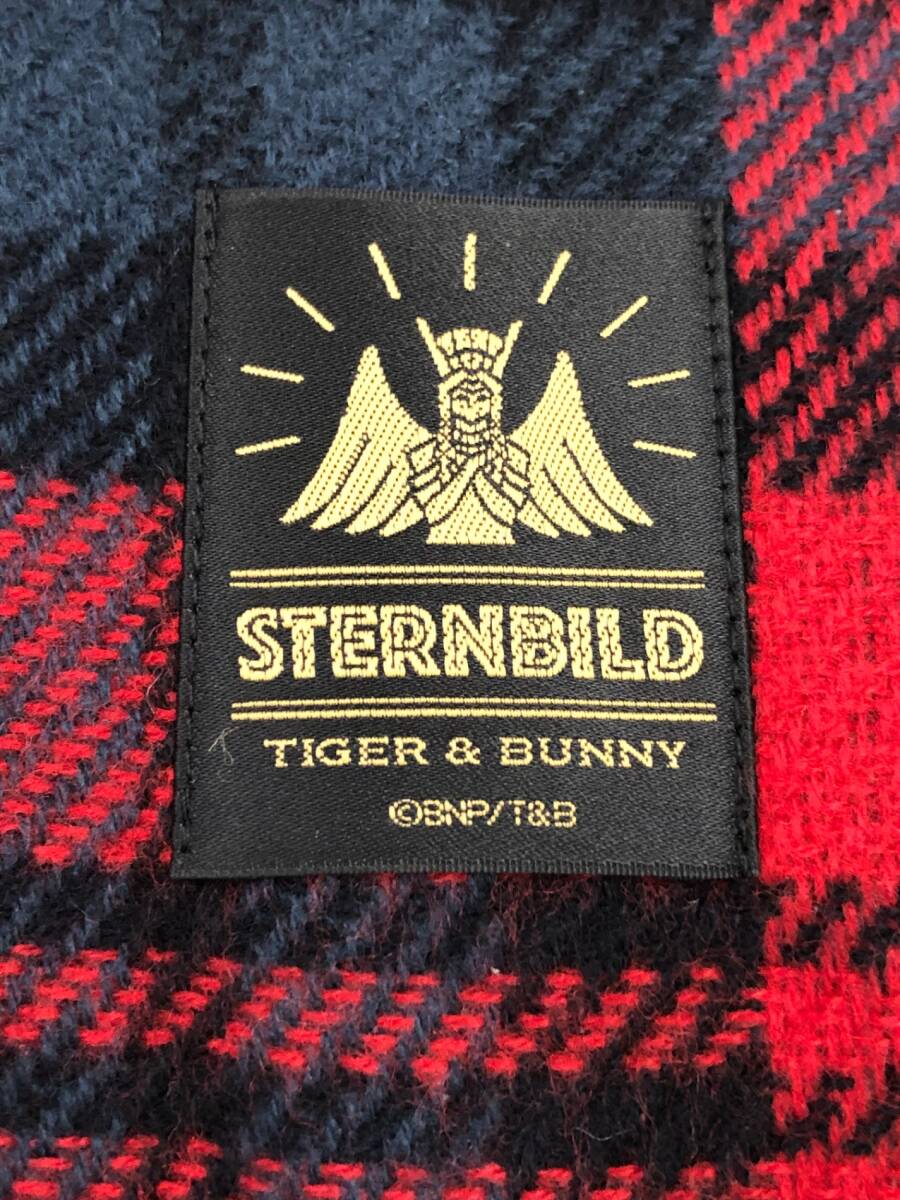 STERNBILD
TIGER & BUNNY
©BNP/T&B